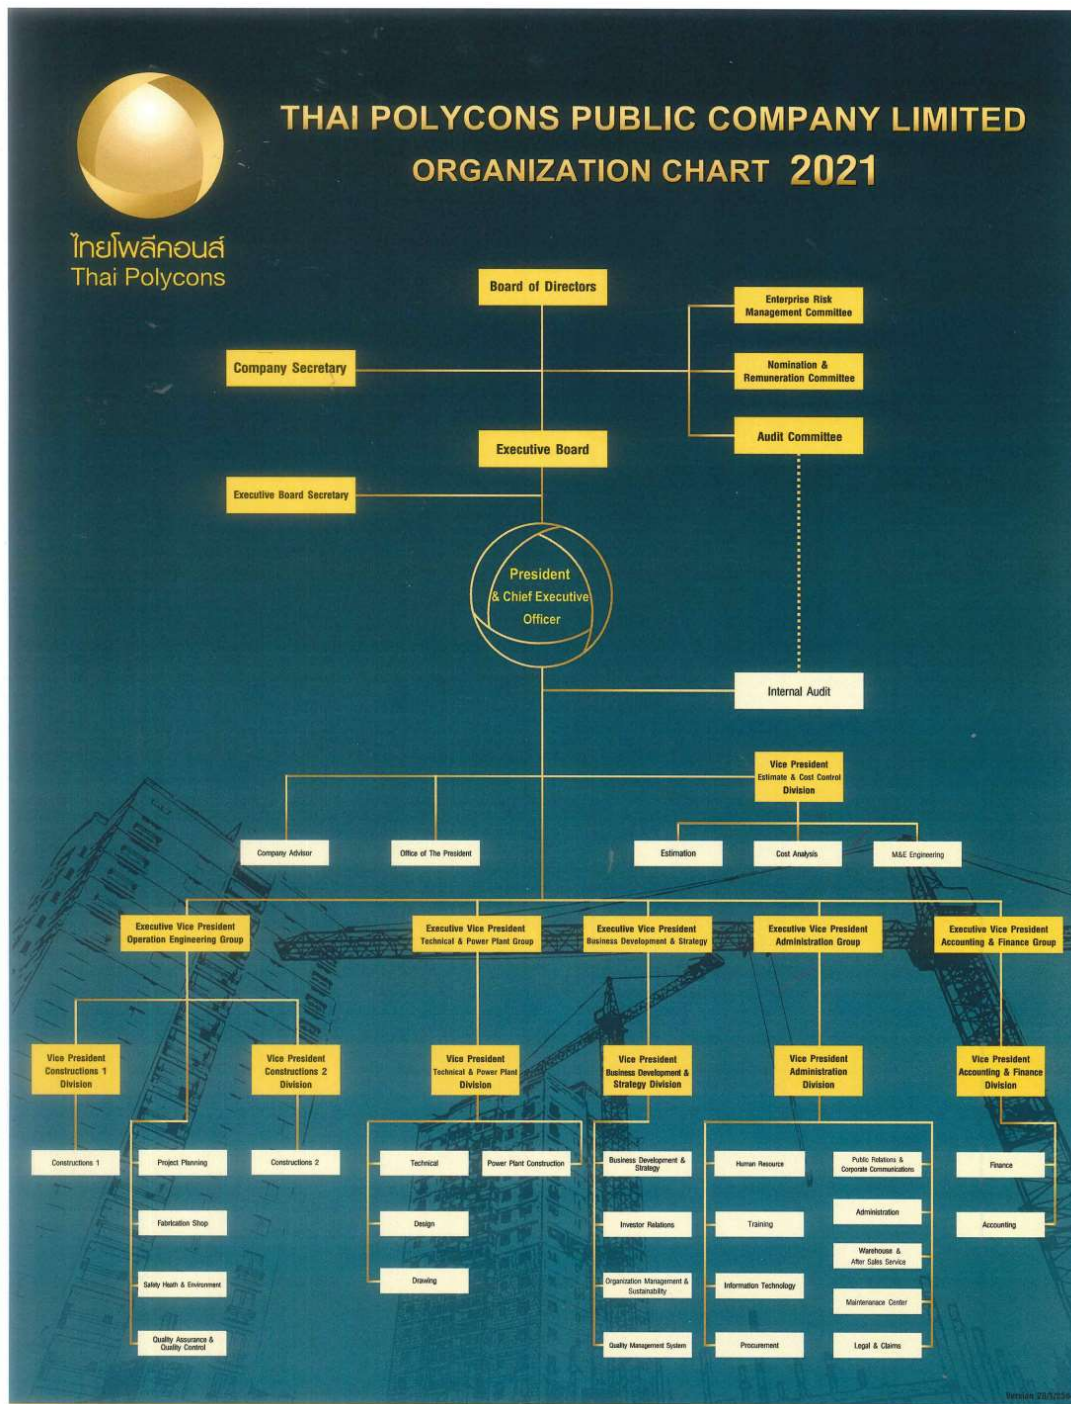 THAI POLYCONS PUBLIC COMPANY LIMITED
ORGANIZATION CHART 2021
ไทยโพลีคอนส์
Thai Polycons
Board of Directors
Enterprise Risk
Management Committee
Company Secretary
Nomination &
Remuneration Committee
Audit Committee
Executive Board
Executive Board Secretary
President
& Chief Executive
Officer
Internal Audit
Vice President
Estimate & Cost Control
Division
Company Advisor
Office of The President
Estimation
Cost Analysis
M&E Engineering
Executive Vice President
Operation Engineering Group
Executive Vice President
Technical & Power Plant Group
Executive Vice President
Business Development & Strategy
Executive Vice President
Administration Group
Executive Vice President
Accounting & Finance Group
Vice President
Constructions 1
Division
Vice President
Constructions 2
Division
Vice President
Technical & Power Plant
Division
Vice President
Business Development &
Strategy Division
Vice President
Administration
Division
Vice President
Accounting & Finance
Division
Constructions 1
Project Planning
Constructions 2
Technical
Power Plant Construction
Business Development &
Strategy
Human Resource
Public Relations &
Corporate Communications
Finance
Fabrication Shop
Design
Investor Relations
Training
Administration
Accounting
Safety Heath & Environment
Drawing
Organization Management &
Sustainability
Information Technology
Warehouse &
After Sales Service
Maintenanace Center
Quality Assurance &
Quality Control
Quality Management System
Procurement
Legal & Claims
Version